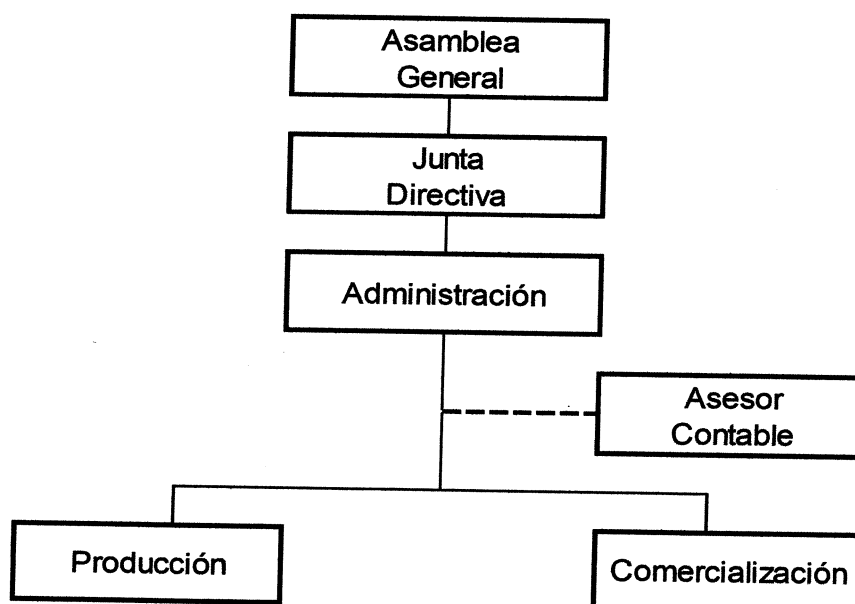 Asamblea
General
Junta
Directiva
Administración
Asesor
Contable
Producción
Comercialización